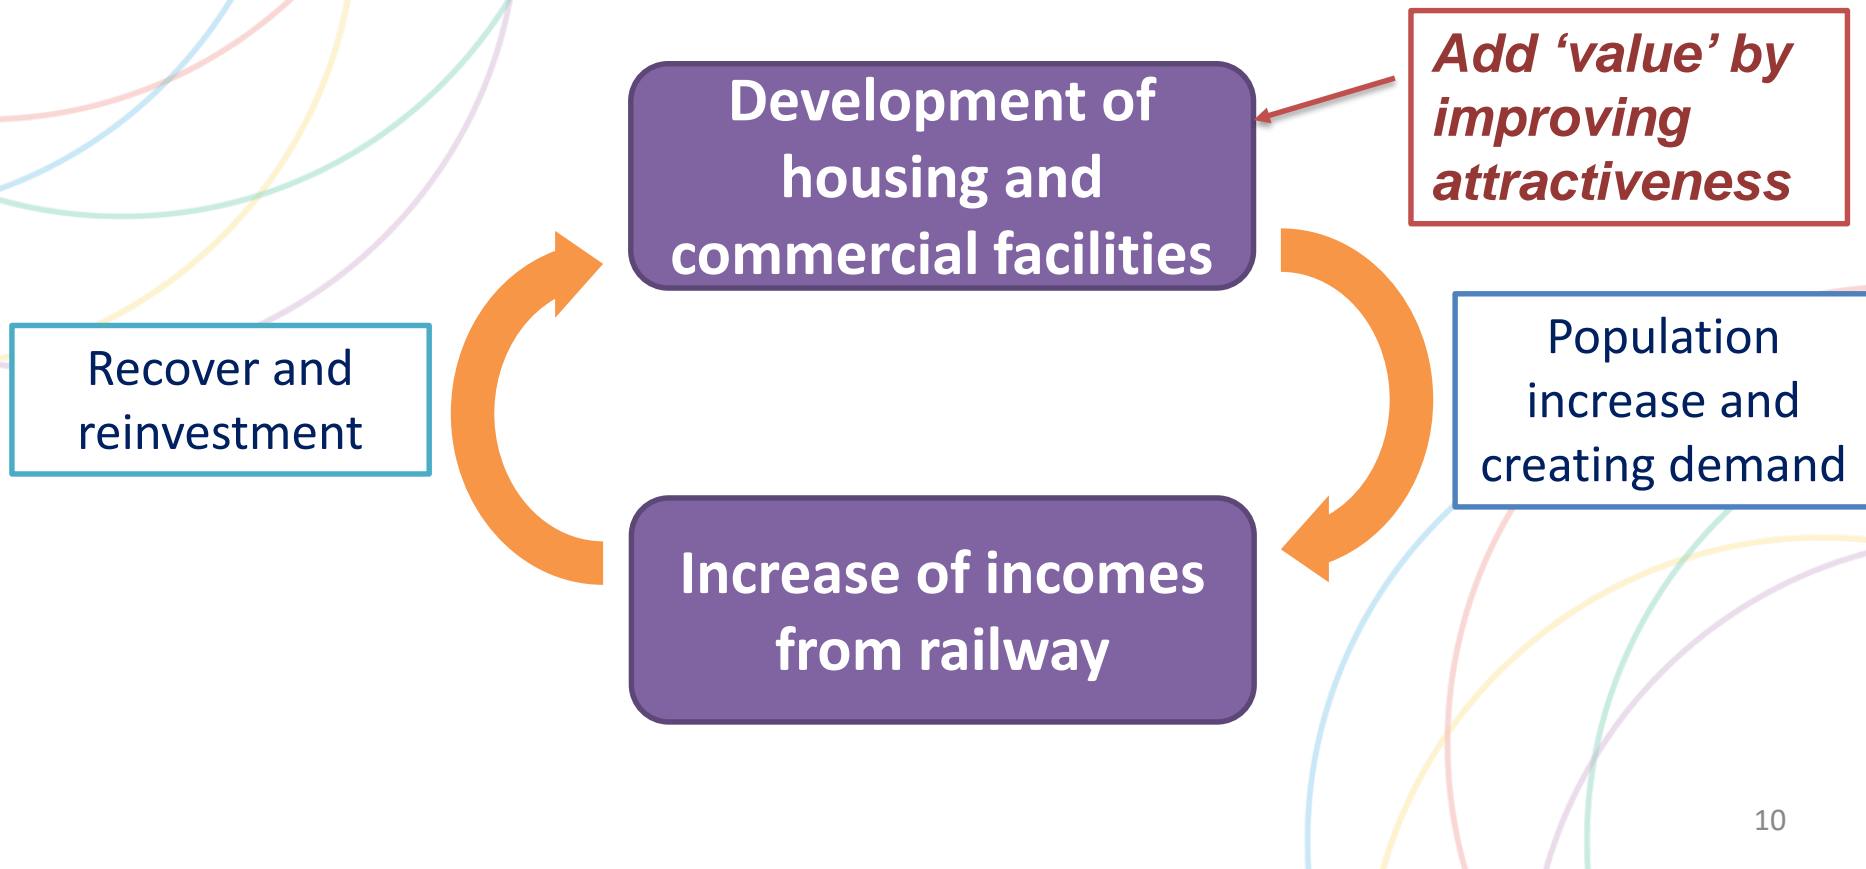 Add ‘value’ by
improving
attractiveness
Development of
housing and
commercial facilities
Recover and
reinvestment
Population
increase and
creating demand
Increase of incomes
from railway
10